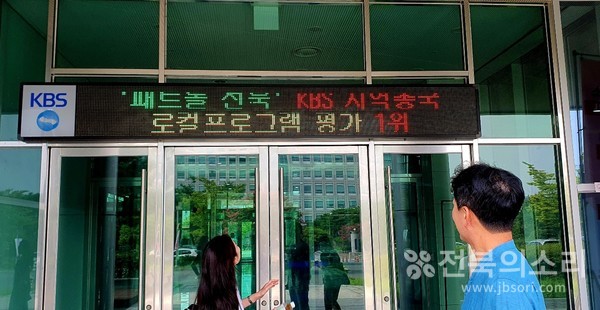 KBS
'패트롤 전북' KBS 지역총국
로컬프로그램 평가 1위
전북의소리
www.jbsori.com